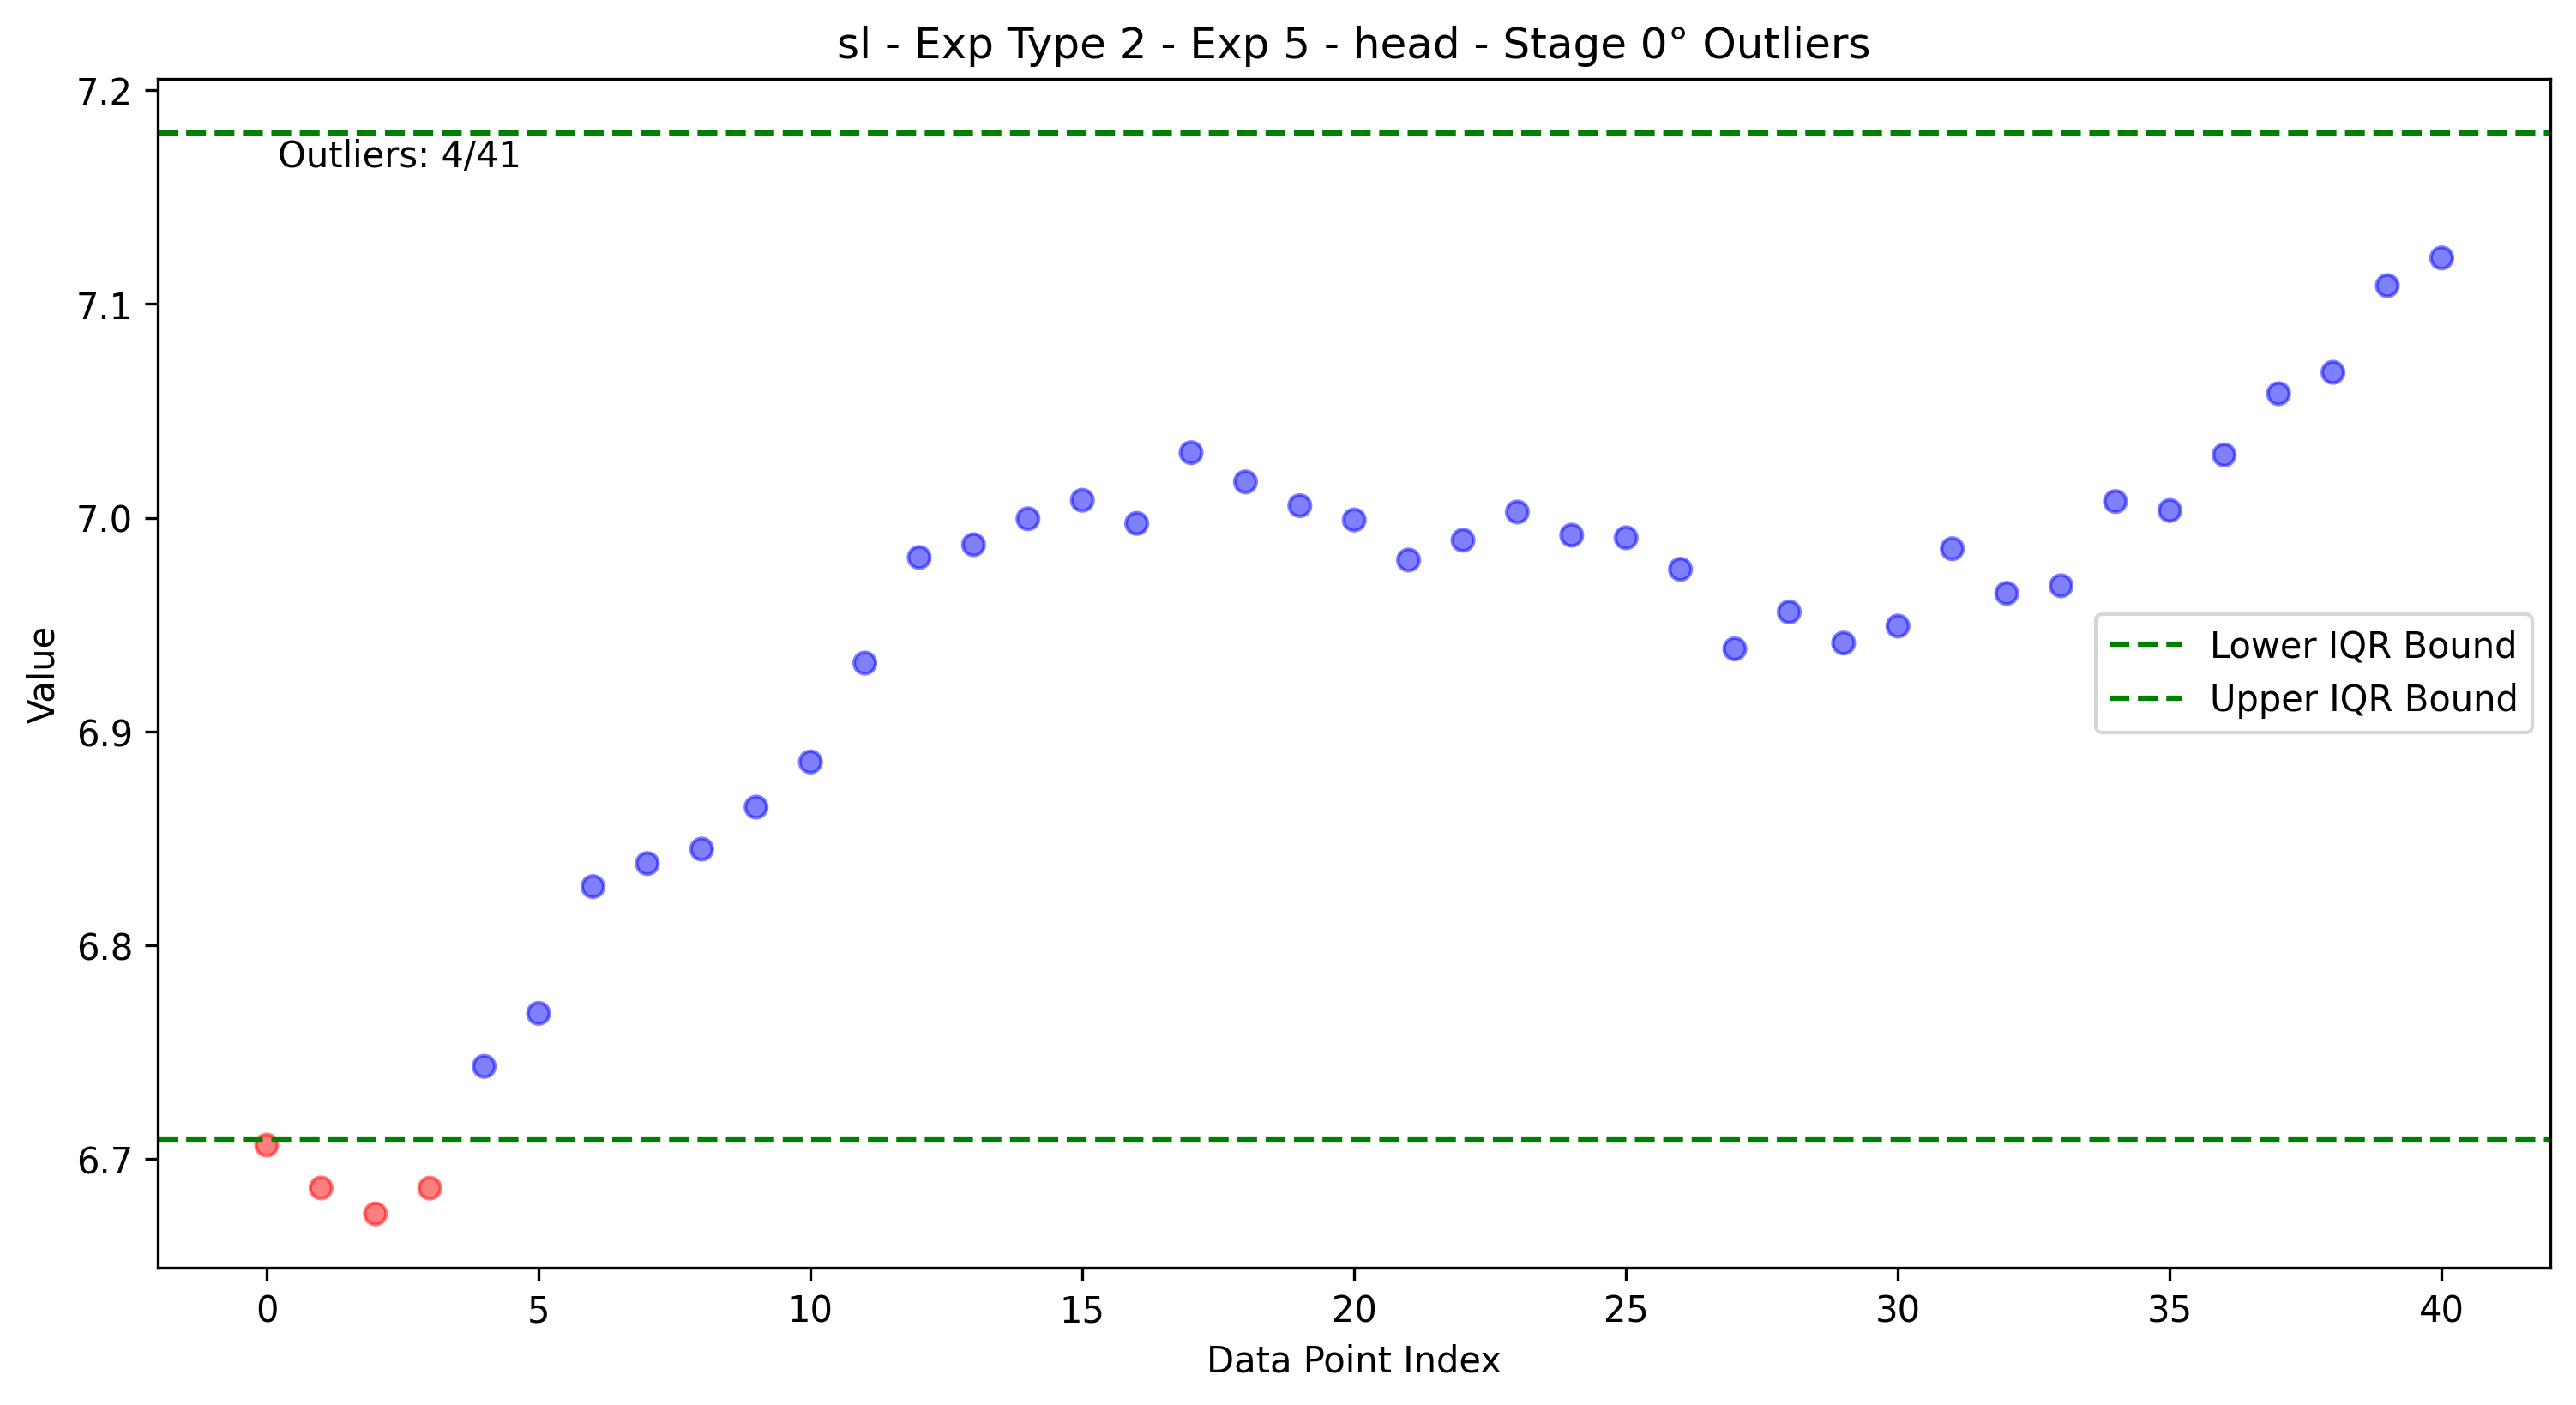 sl - Exp Type 2 - Exp 5 - head - Stage 0° Outliers
7.2
Outliers: 4/41
7.1
7.0
6.9
6.8
6.7
Value
Lower IQR Bound
Upper IQR Bound
0 5 10 15 20 25 30 35 40
Data Point Index